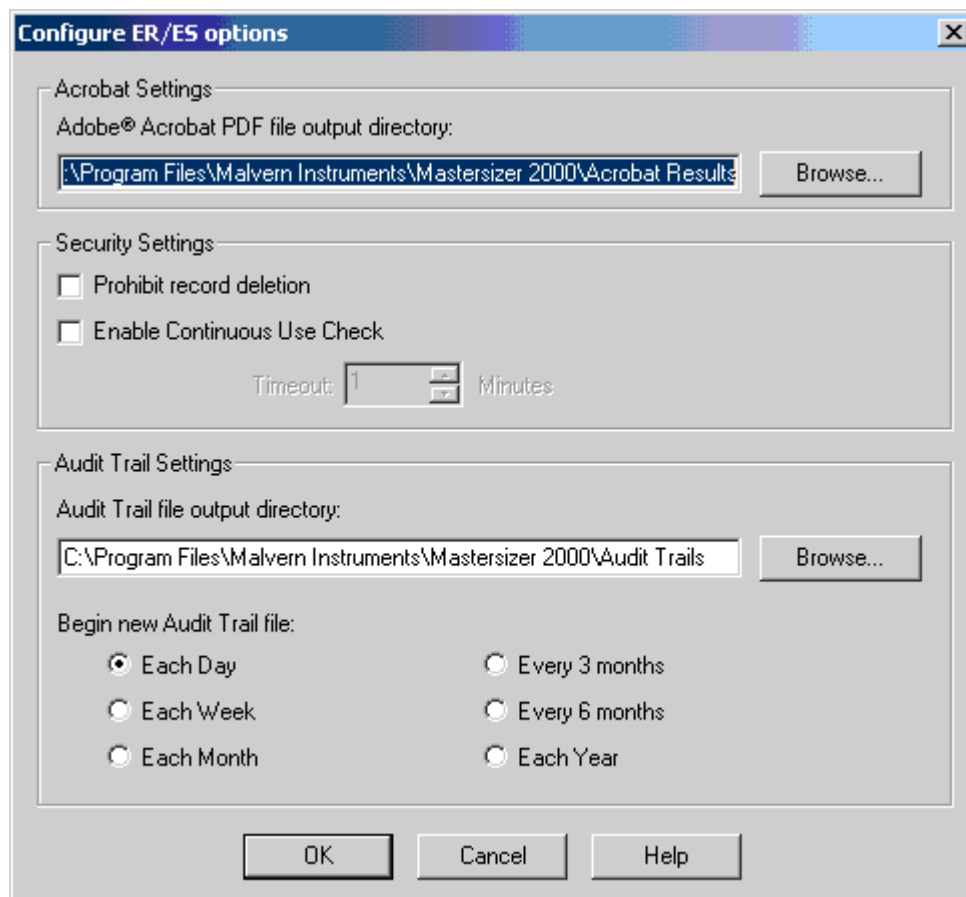 Configure ER/ES options
Acrobat Settings
Adobe® Acrobat PDF file output directory:
:\Program Files\Malvern Instruments\Mastersizer 2000\Acrobat Results
Browse...
Security Settings
Prohibit record deletion
Enable Continuous Use Check
Timeout: 1 Minutes
Audit Trail Settings
Audit Trail file output directory:
C:\Program Files\Malvern Instruments\Mastersizer 2000\Audit Trails
Browse...
Begin new Audit Trail file:
Each Day
Every 3 months
Each Week
Every 6 months
Each Month
Each Year
OK
Cancel
Help